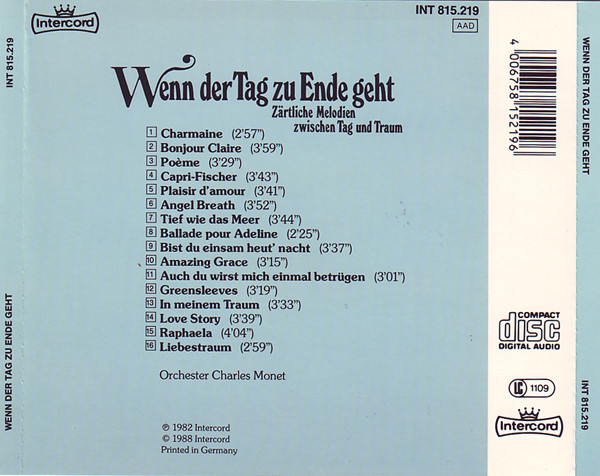 Intercord
INT 815.219
INT 815.219
AAD
Wenn der Tag zu Ende geht
Zärtliche Melodien
zwischen Tag und Traum
1 Charmaine (2'57")
2 Bonjour Claire (3'59")
3 Poème (3'29")
4 Capri-Fischer (3'43")
5 Plaisir d'amour (3'41")
6 Angel Breath (3'52")
7 Tief wie das Meer (3'44")
8 Ballade pour Adeline (2'25")
9 Bist du einsam heut' nacht (3'37")
10 Amazing Grace (3'15")
11 Auch du wirst mich einmal betrügen (3'01")
12 Greensleeves (3'19")
13 In meinem Traum (3'33")
14 Love Story (3'39")
15 Raphaela (4'04")
16 Liebestraum (2'59")
Orchester Charles Monet
℗ 1982 Intercord
© 1988 Intercord
Printed in Germany
WENN DER TAG ZU ENDE GEHT
4 006758 152196
WENN DER TAG ZU ENDE GEHT
COMPACT
disc
DIGITAL AUDIO
LC 1109
Intercord
INT 815.219